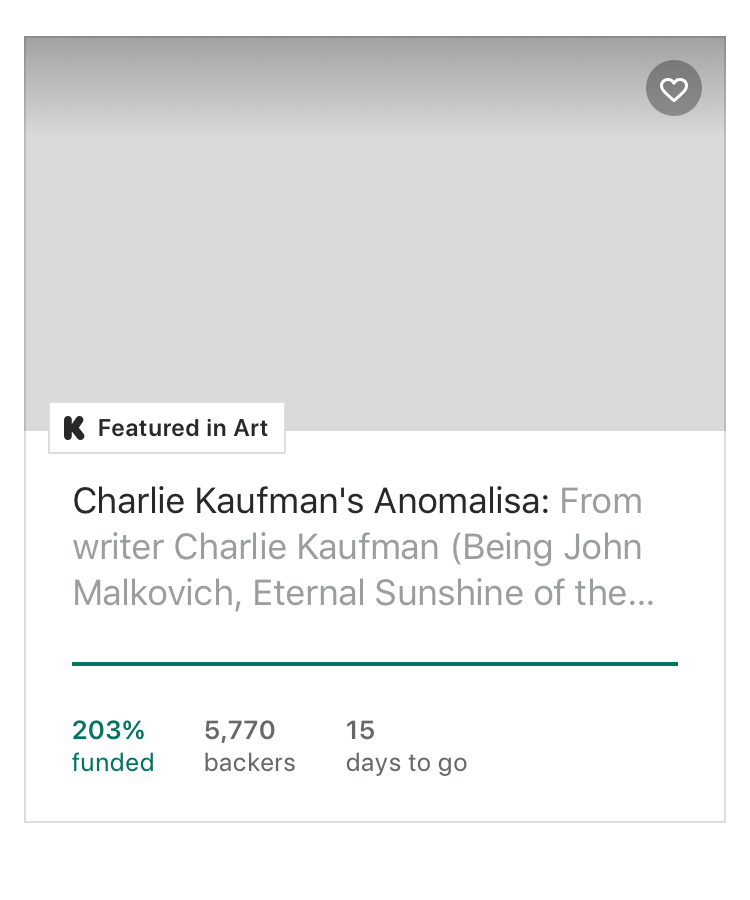 Featured in Art
Charlie Kaufman's Anomalisa: From
writer Charlie Kaufman (Being John
Malkovich, Eternal Sunshine of the…
203% 5,770 15
funded backers days to go